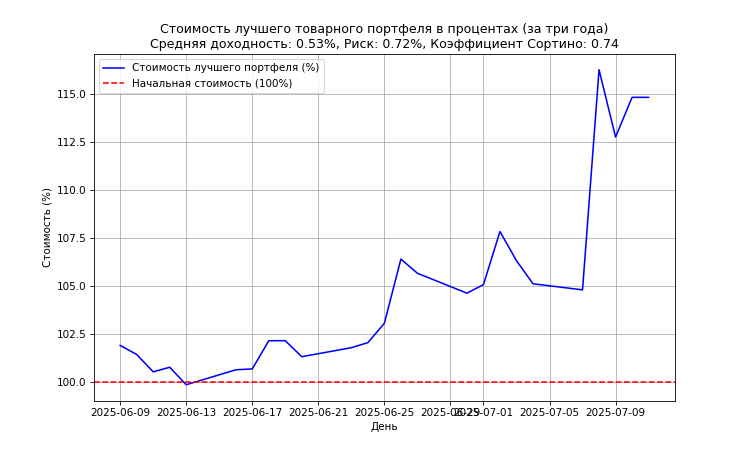 Стоимость лучшего товарного портфеля в процентах (за три года)
Средняя доходность: 0.53%, Риск: 0.72%, Коэффициент Сортино: 0.74
Стоимость лучшего портфеля (%)
Начальная стоимость (100%)
Стоимость (%)
115.0
112.5
110.0
107.5
105.0
102.5
100.0
2025-06-09 2025-06-13 2025-06-17 2025-06-21 2025-06-25 2025-06-29 2025-07-01 2025-07-05 2025-07-09
День